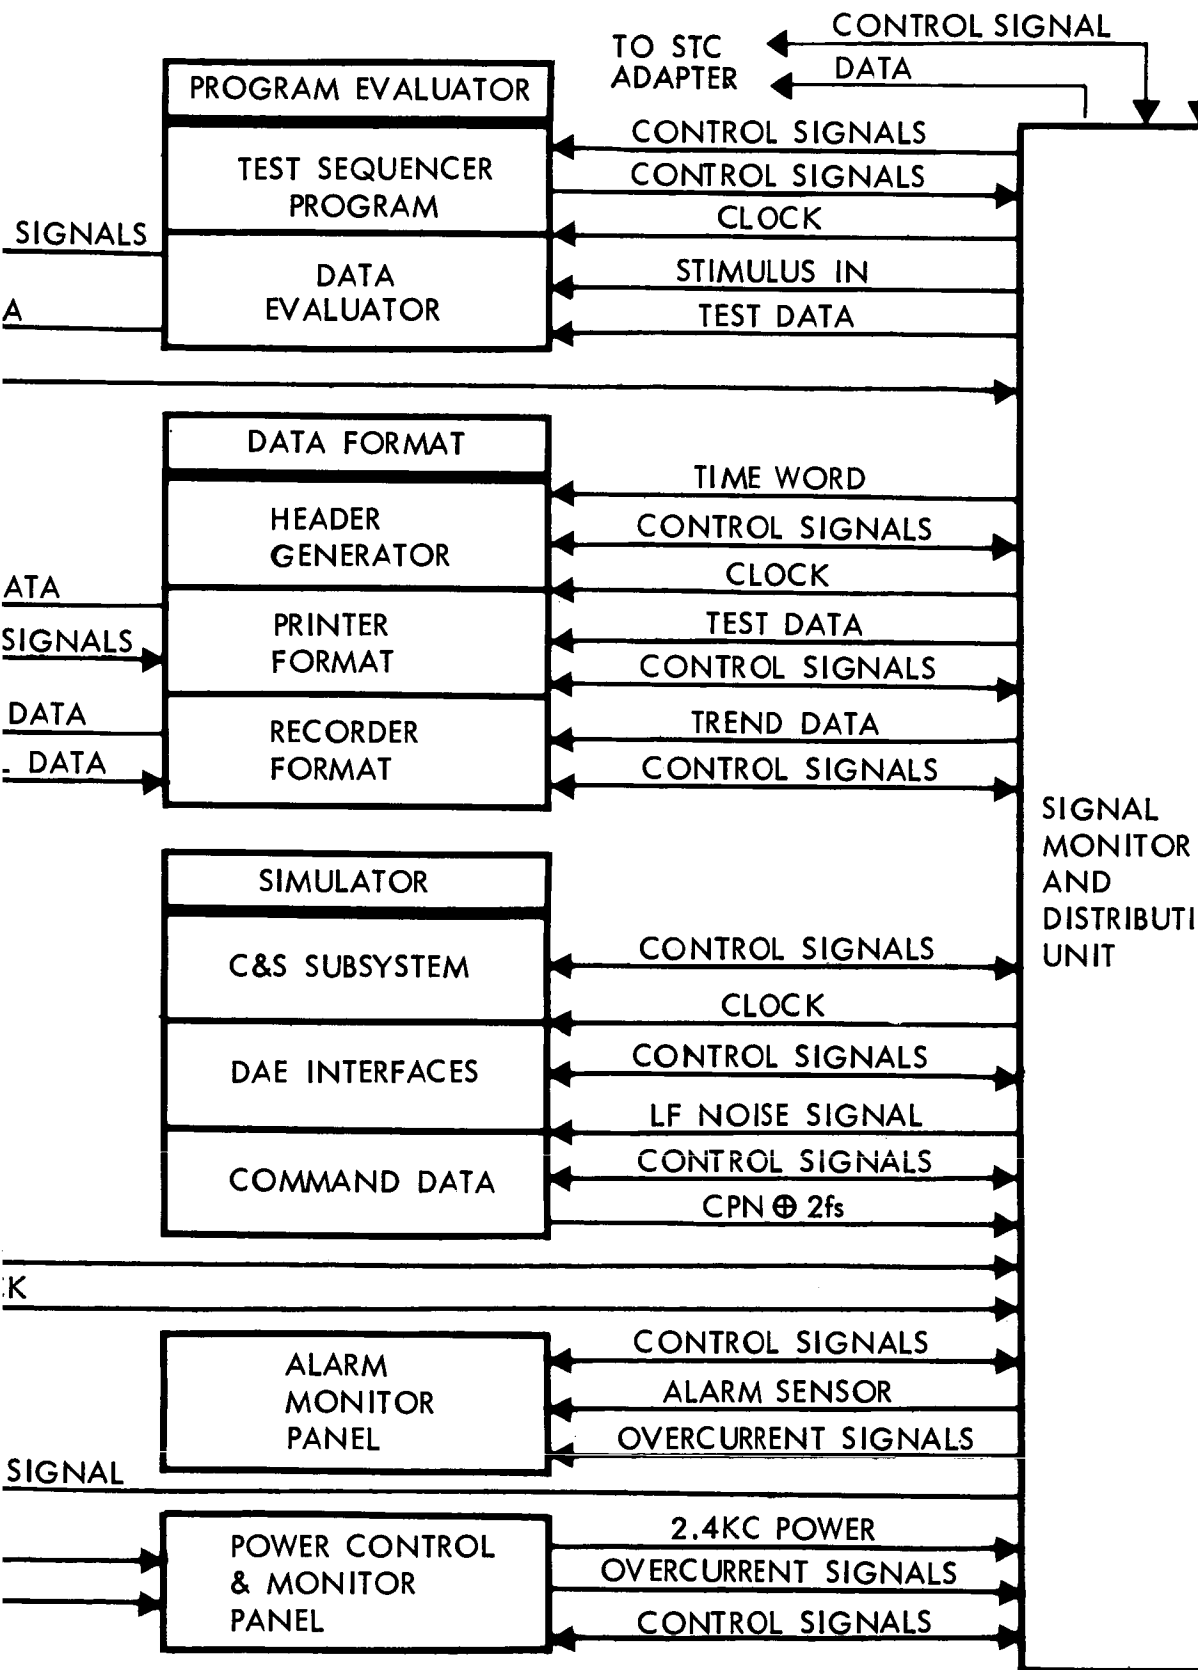 CONTROL SIGNAL
TO STC
ADAPTER
DATA
PROGRAM EVALUATOR
CONTROL SIGNALS
TEST SEQUENCER
PROGRAM
CONTROL SIGNALS
CLOCK
SIGNALS
DATA
EVALUATOR
STIMULUS IN
A
TEST DATA
DATA FORMAT
TIME WORD
HEADER
GENERATOR
CONTROL SIGNALS
CLOCK
ATA
PRINTER
FORMAT
TEST DATA
SIGNALS
CONTROL SIGNALS
DATA
RECORDER
FORMAT
TREND DATA
DATA
CONTROL SIGNALS
SIGNAL
MONITOR
AND
DISTRIBUTI
UNIT
SIMULATOR
C&S SUBSYSTEM
CONTROL SIGNALS
CLOCK
DAE INTERFACES
CONTROL SIGNALS
LF NOISE SIGNAL
COMMAND DATA
CONTROL SIGNALS
CPN ⊕ 2fs
K
ALARM
MONITOR
PANEL
CONTROL SIGNALS
ALARM SENSOR
OVERCURRENT SIGNALS
SIGNAL
POWER CONTROL
& MONITOR
PANEL
2.4KC POWER
OVERCURRENT SIGNALS
CONTROL SIGNALS